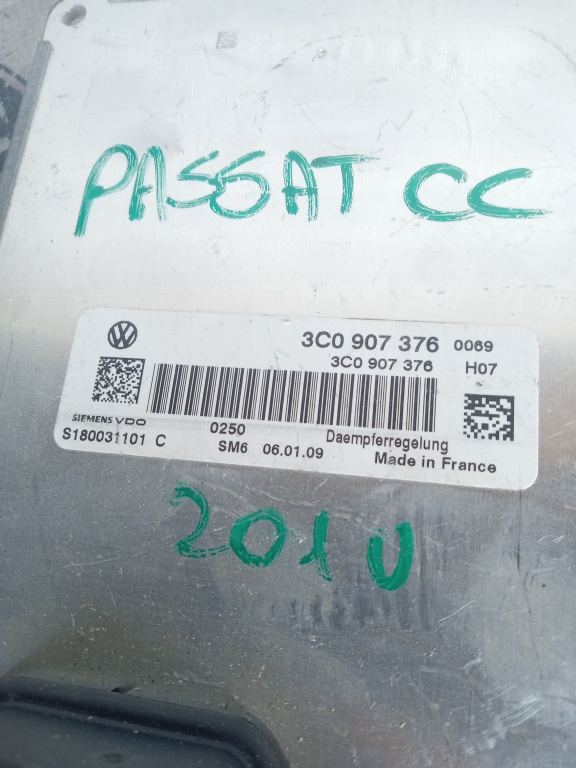 PASSAT CC
3C0 907 376 0069
3C0 907 376 H07
SIEMENS VDO
S180031101 C
0250 Daempferregelung
SM6 06.01.09 Made in France
2010